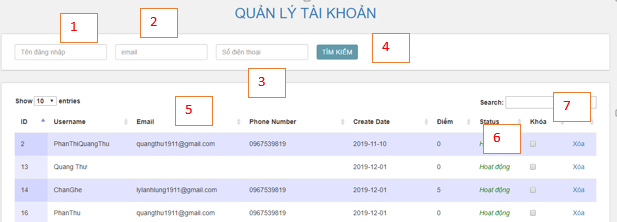 QUẢN LÝ TÀI KHOẢN
1
2
3
4
Tên đăng nhập
email
Số điện thoại
TÌM KIẾM
5
6
7
Show 10 entries
Search:
ID Username Email Phone Number Create Date Điểm Status Khóa
2 PhanThiQuangThu quangthu1911@gmail.com 0967539819 2019-11-10 0 Hoạt động Xóa
13 Quang Thư 2019-12-01 0 Hoạt động Xóa
14 ChanGhe lylanhlung1911@gmail.com 0967539819 2019-12-01 5 Hoạt động Xóa
16 PhanThu quangthu1911@gmail.com 0967539819 2019-12-01 0 Hoạt động Xóa